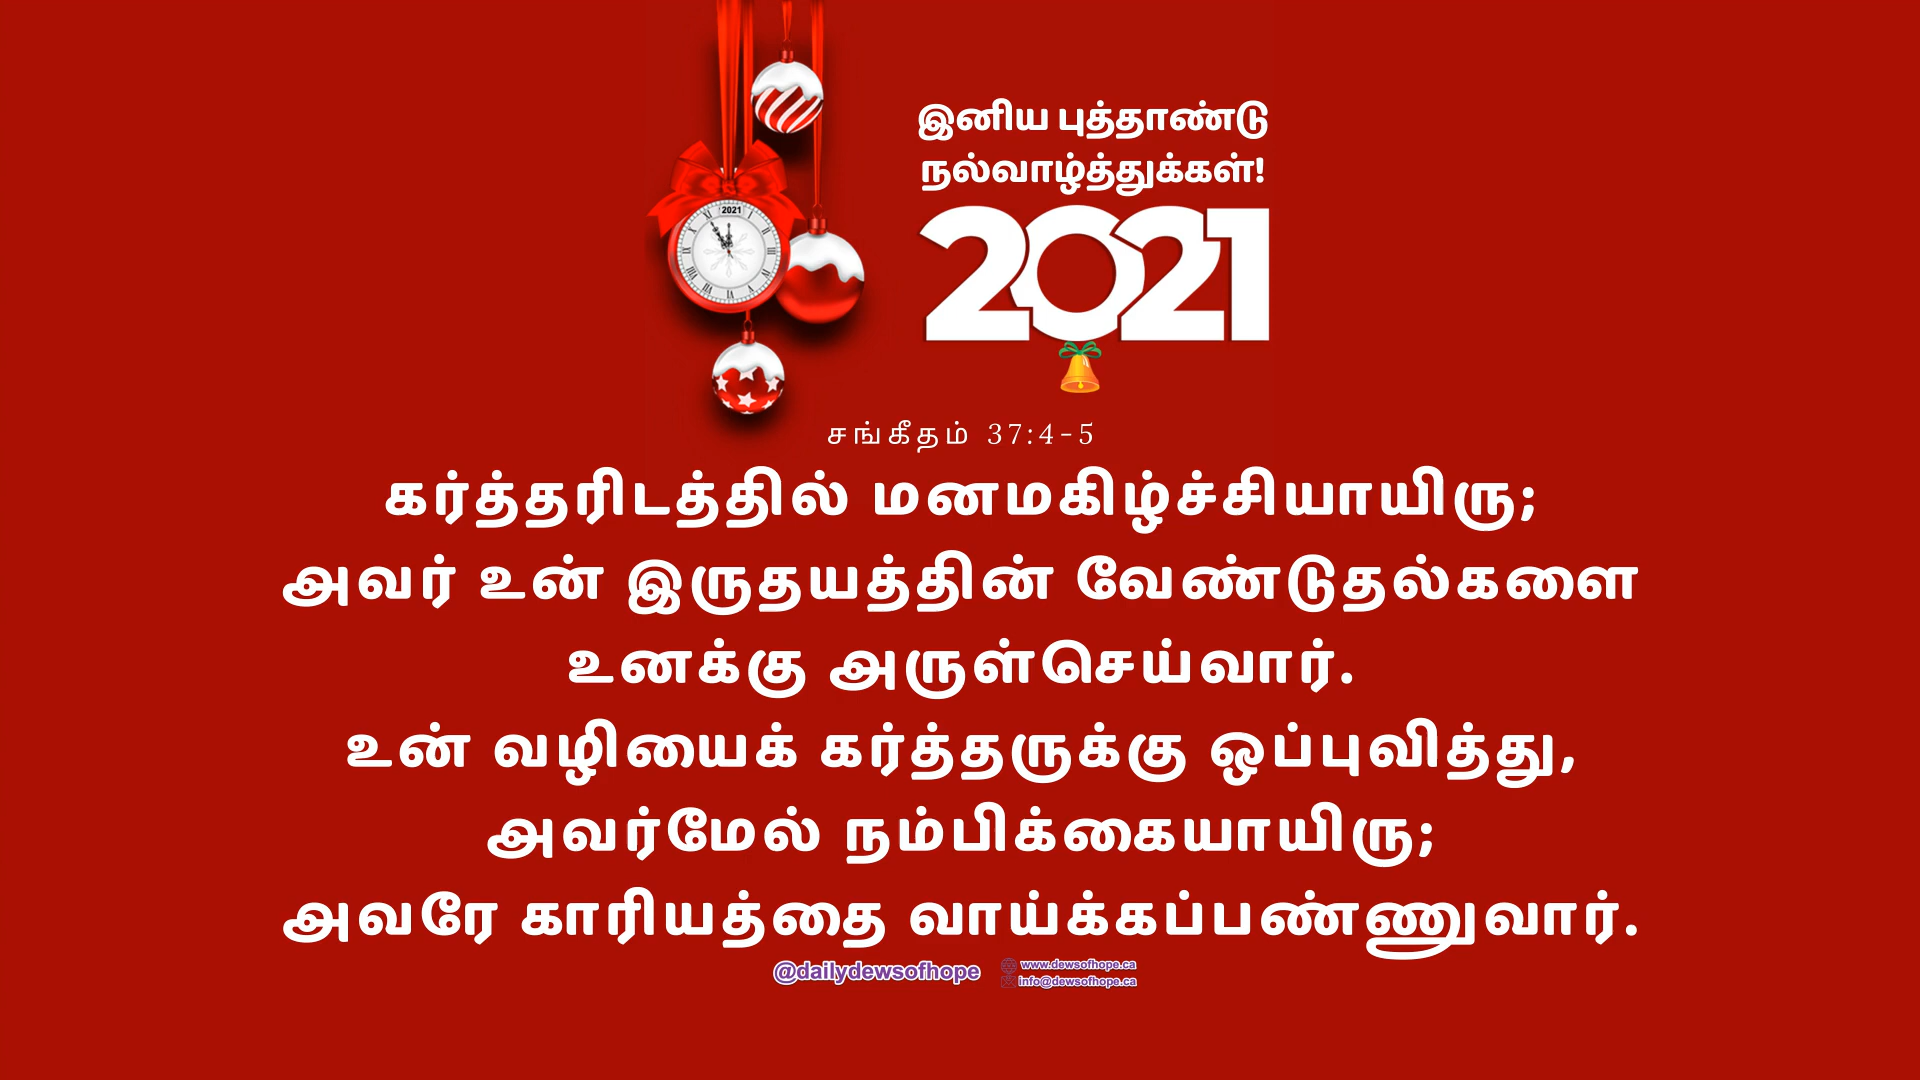 இனிய புத்தாண்டு
நல்வாழ்த்துக்கள்!
2021
2021
சங்கீதம் 37:4-5
கர்த்தரிடத்தில் மனமகிழ்ச்சியாயிரு;
அவர் உன் இருதயத்தின் வேண்டுதல்களை
உனக்கு அருள்செய்வார்.
உன் வழியைக் கர்த்தருக்கு ஒப்புவித்து,
அவர்மேல் நம்பிக்கையாயிரு;
அவரே காரியத்தை வாய்க்கப்பண்ணுவார்.
@dailydewsofhope
www.dewsofhope.ca
info@dewsofhope.ca